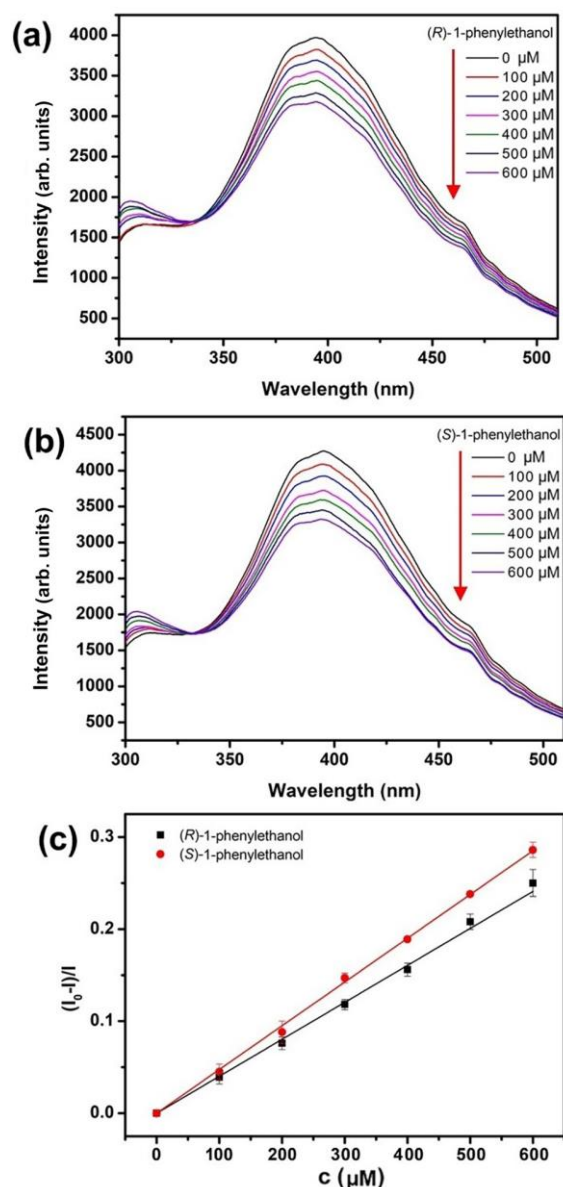 (a)
(R)-1-phenylethanol
0 μM
100 μM
200 μM
300 μM
400 μM
500 μM
600 μM
4000
3500
3000
2500
2000
1500
1000
500
Intensity (arb. units)
300
350
400
450
500
Wavelength (nm)
(b)
(S)-1-phenylethanol
0 μM
100 μM
200 μM
300 μM
400 μM
500 μM
600 μM
4500
4000
3500
3000
2500
2000
1500
1000
500
Intensity (arb. units)
300
350
400
450
500
Wavelength (nm)
(c)
(R)-1-phenylethanol
(S)-1-phenylethanol
0.3
0.2
0.1
0.0
(I₀-I)/I
0
100
200
300
400
500
600
c (μM)